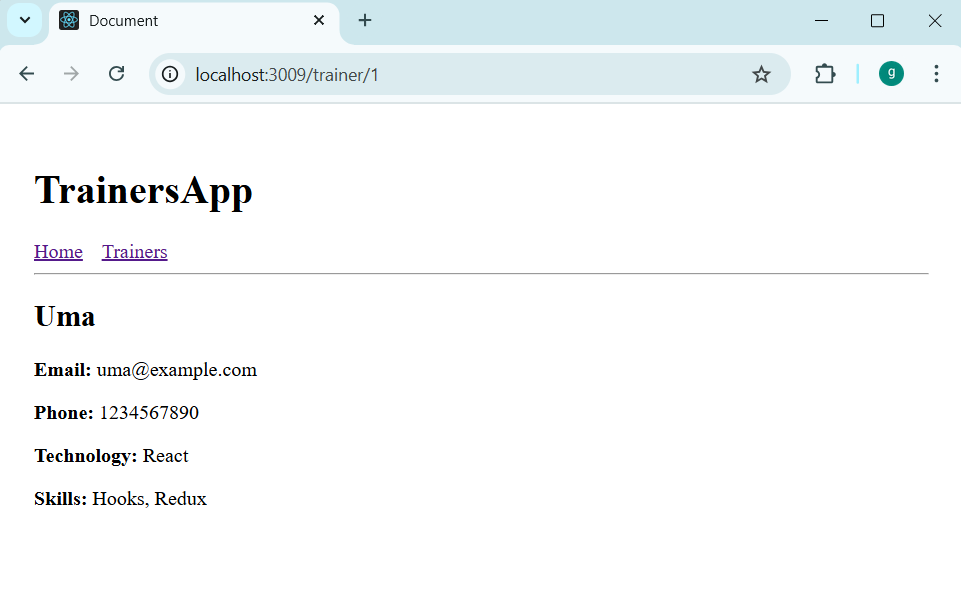 Document
localhost:3009/trainer/1
g
TrainersApp
Home Trainers
Uma
Email: uma@example.com
Phone: 1234567890
Technology: React
Skills: Hooks, Redux